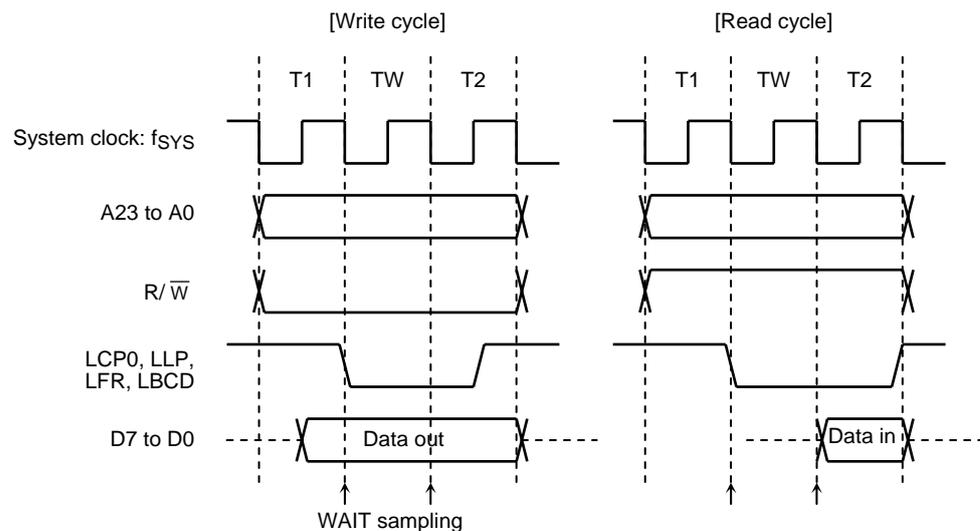 [Write cycle]
[Read cycle]
T1 TW T2
T1 TW T2
System clock: fSYS
A23 to A0
R/ W̅
LCP0, LLP,
LFR, LBCD
D7 to D0
Data out
Data in
WAIT sampling